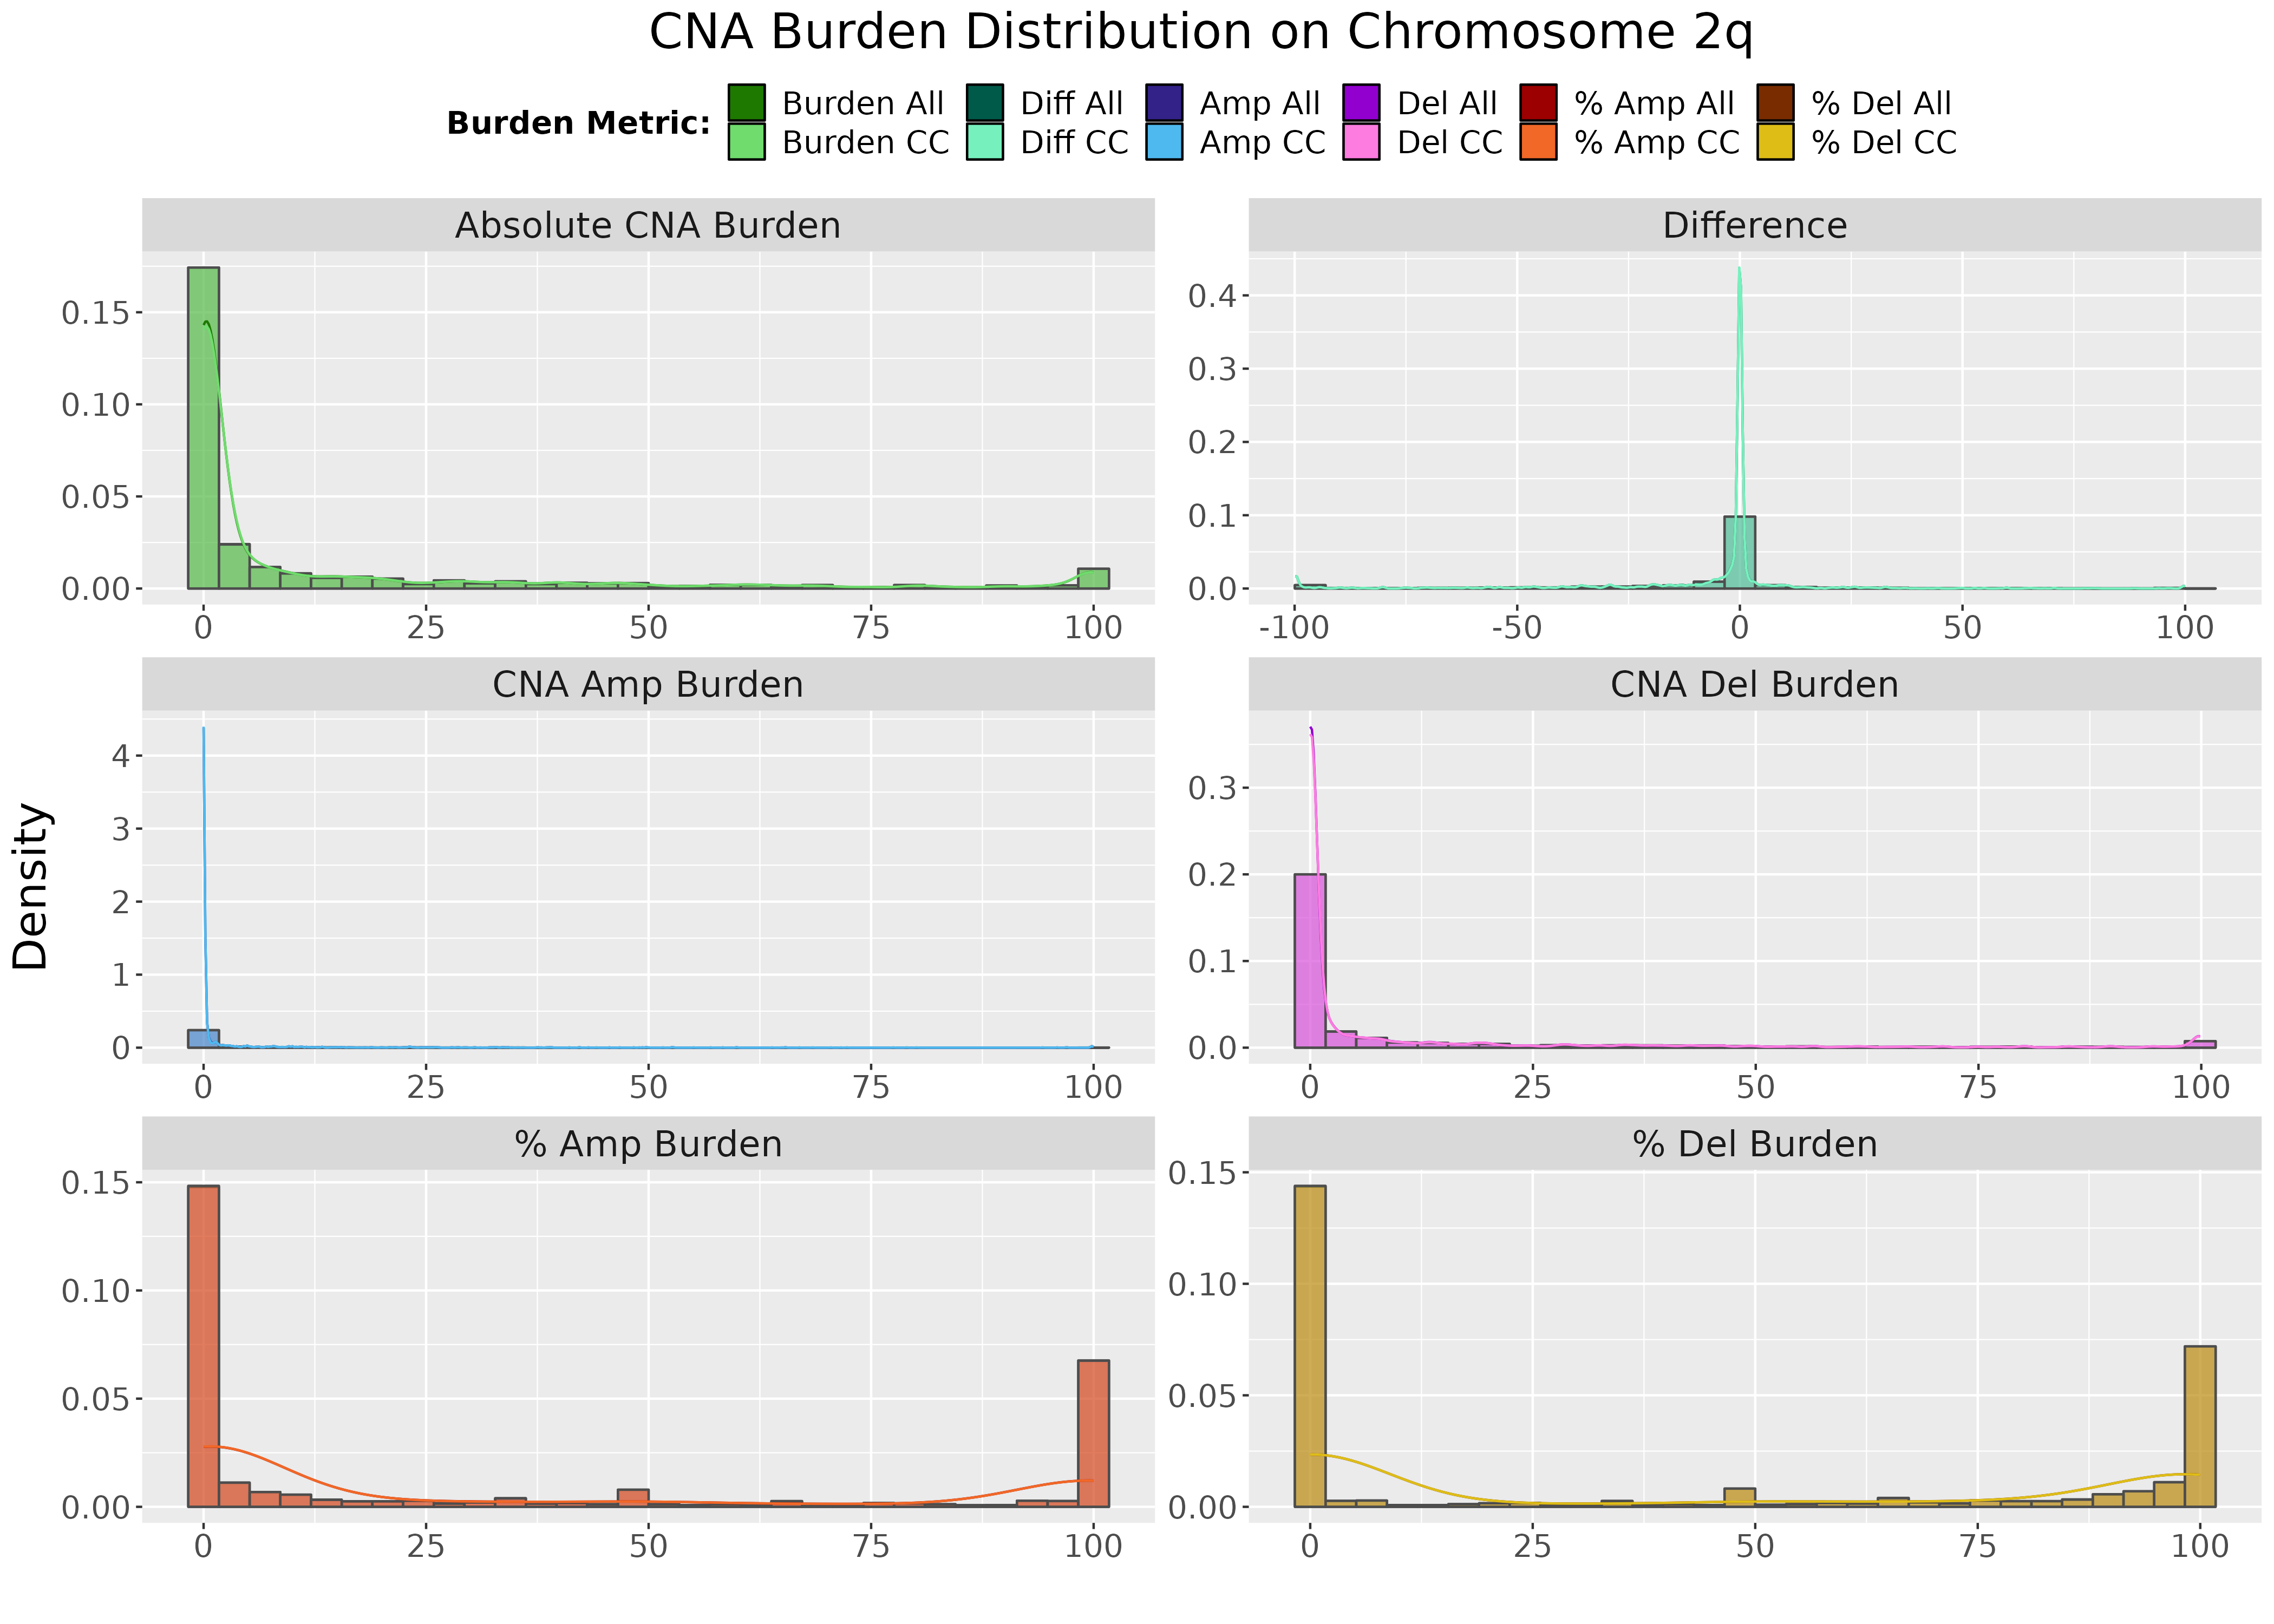 CNA Burden Distribution on Chromosome 2q
Burden Metric:
Burden All Diff All Amp All Del All % Amp All % Del All
Burden CC Diff CC Amp CC Del CC % Amp CC % Del CC
Absolute CNA Burden
0.15
0.10
0.05
0.00
0 25 50 75 100
Difference
0.4
0.3
0.2
0.1
0.0
-100 -50 0 50 100
Density
CNA Amp Burden
4
3
2
1
0
0 25 50 75 100
CNA Del Burden
0.3
0.2
0.1
0.0
0 25 50 75 100
% Amp Burden
0.15
0.10
0.05
0.00
0 25 50 75 100
% Del Burden
0.15
0.10
0.05
0.00
0 25 50 75 100